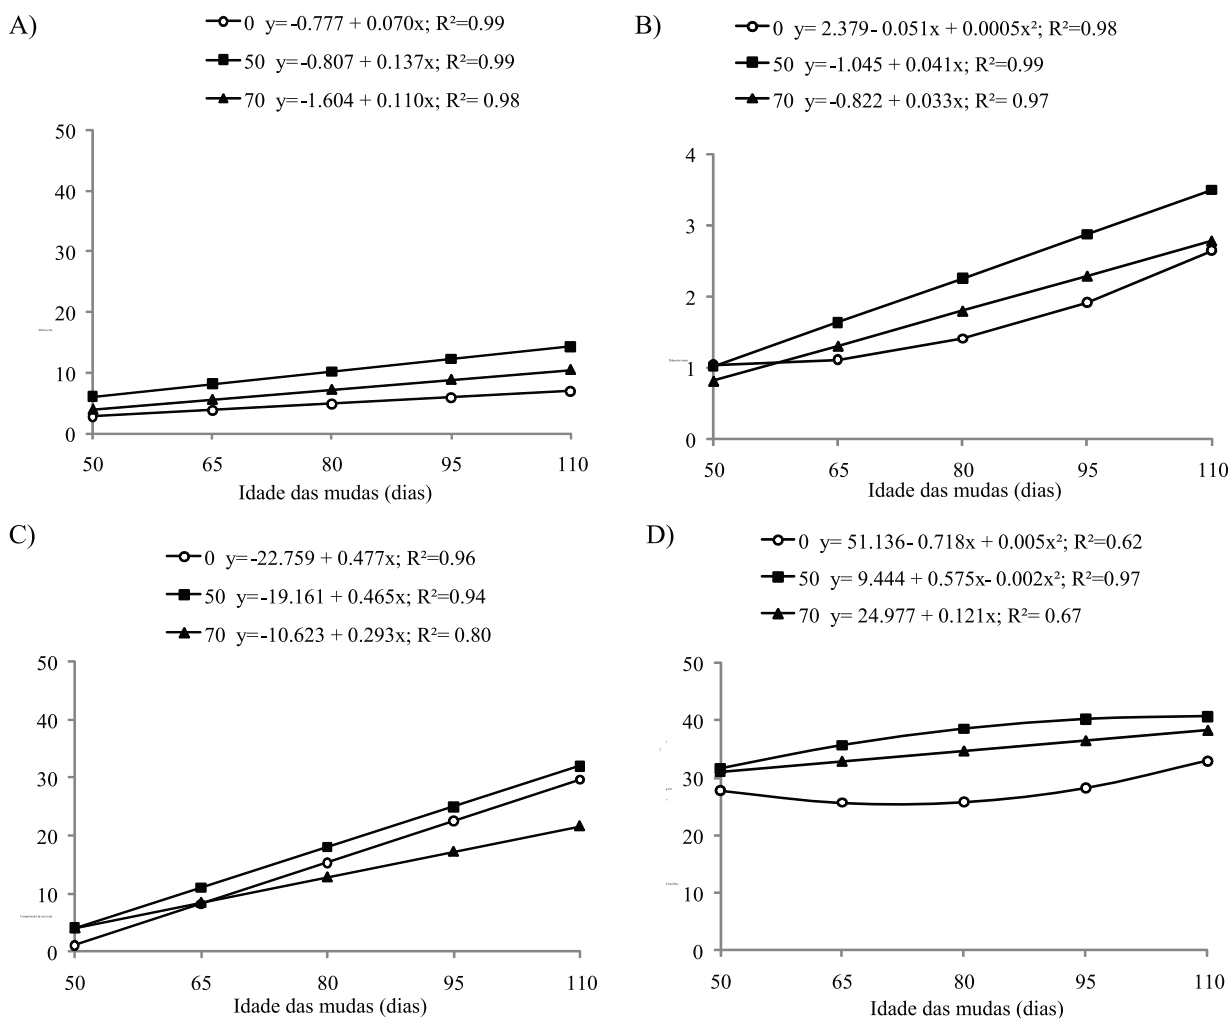 A)
0 y=-0.777 + 0.070x; R²=0.99
50 y=-0.807 + 0.137x; R²=0.99
70 y=-1.604 + 0.110x; R²= 0.98
50
40
30
20
10
0
50 65 80 95 110
Idade das mudas (dias)
B)
0 y= 2.379- 0.051x + 0.0005x²; R²=0.98
50 y=-1.045 + 0.041x; R²=0.99
70 y=-0.822 + 0.033x; R²= 0.97
4
3
2
1
0
50 65 80 95 110
Idade das mudas (dias)
C)
0 y=-22.759 + 0.477x; R²=0.96
50 y=-19.161 + 0.465x; R²=0.94
70 y=-10.623 + 0.293x; R²= 0.80
50
40
30
20
10
0
50 65 80 95 110
Idade das mudas (dias)
D)
0 y= 51.136- 0.718x + 0.005x²; R²=0.62
50 y= 9.444 + 0.575x- 0.002x²; R²=0.97
70 y= 24.977 + 0.121x; R²= 0.67
50
40
30
20
10
0
50 65 80 95 110
Idade das mudas (dias)